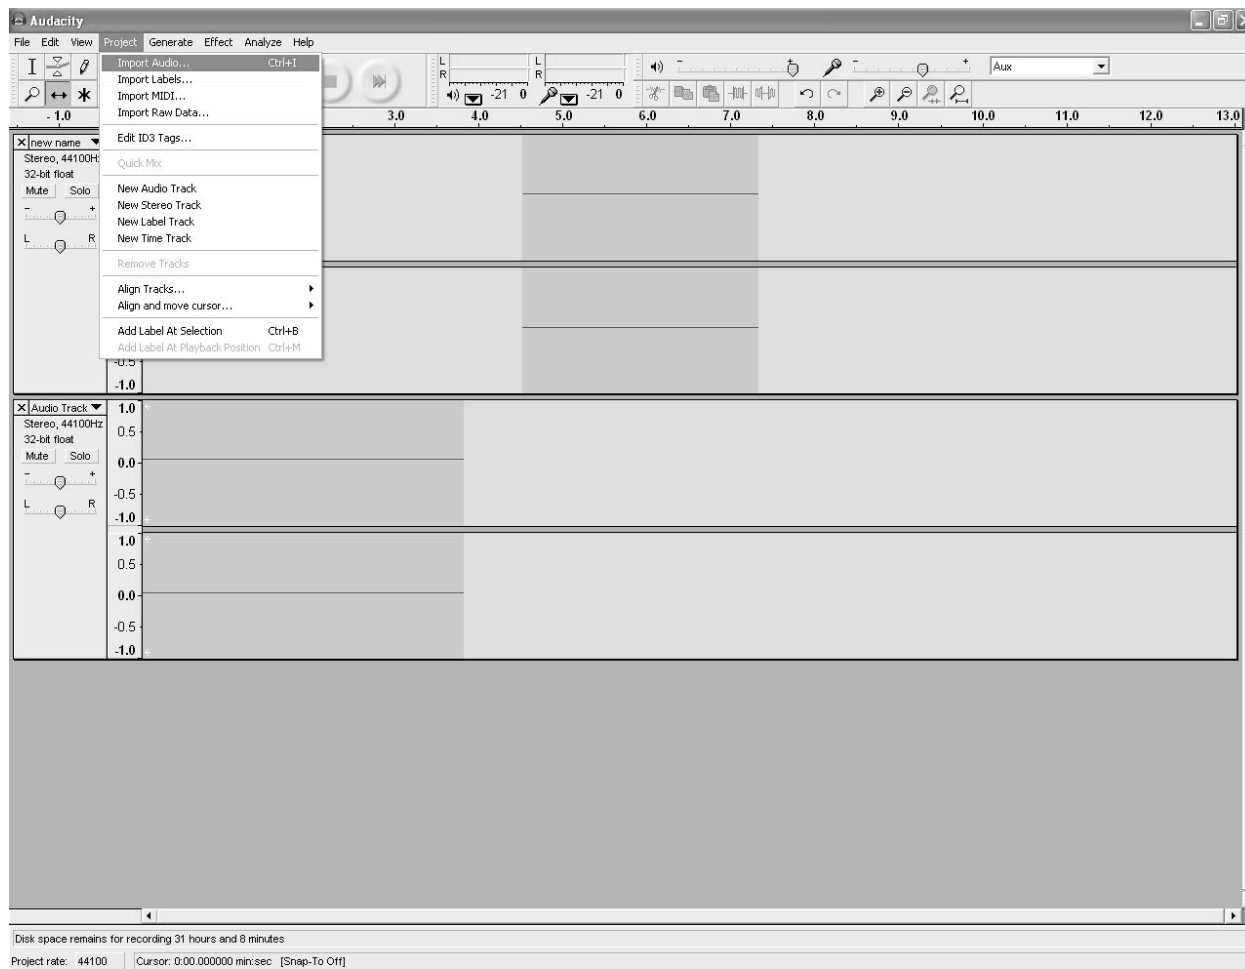 Audacity
File Edit View Project Generate Effect Analyze Help
Import Audio... Ctrl+I
Import Labels...
Import MIDI...
Import Raw Data...
Edit ID3 Tags...
Quick Mix
New Audio Track
New Stereo Track
New Label Track
New Time Track
Remove Tracks
Align Tracks...
Align and move cursor...
Add Label At Selection Ctrl+B
Add Label At Playback Position Ctrl+M
L
R
L
R
-21 0
-21 0
- +
- +
Aux
- 1.0 3.0 4.0 5.0 6.0 7.0 8.0 9.0 10.0 11.0 12.0 13.0
X new name
Stereo, 44100Hz
32-bit float
Mute Solo
- +
L R
-0.5
-1.0
X Audio Track
Stereo, 44100Hz
32-bit float
Mute Solo
- +
L R
1.0
0.5
0.0
-0.5
-1.0
1.0
0.5
0.0
-0.5
-1.0
Disk space remains for recording 31 hours and 8 minutes
Project rate: 44100 Cursor: 0:00.000000 min:sec [Snap-To Off]